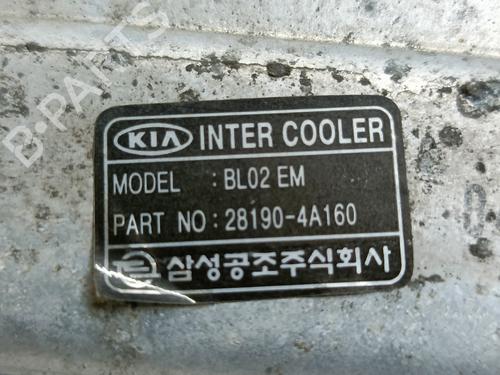 B-PARTS
KIA INTER COOLER
MODEL : BL02 EM
PART NO : 28190-4A160
삼성공조주식회사